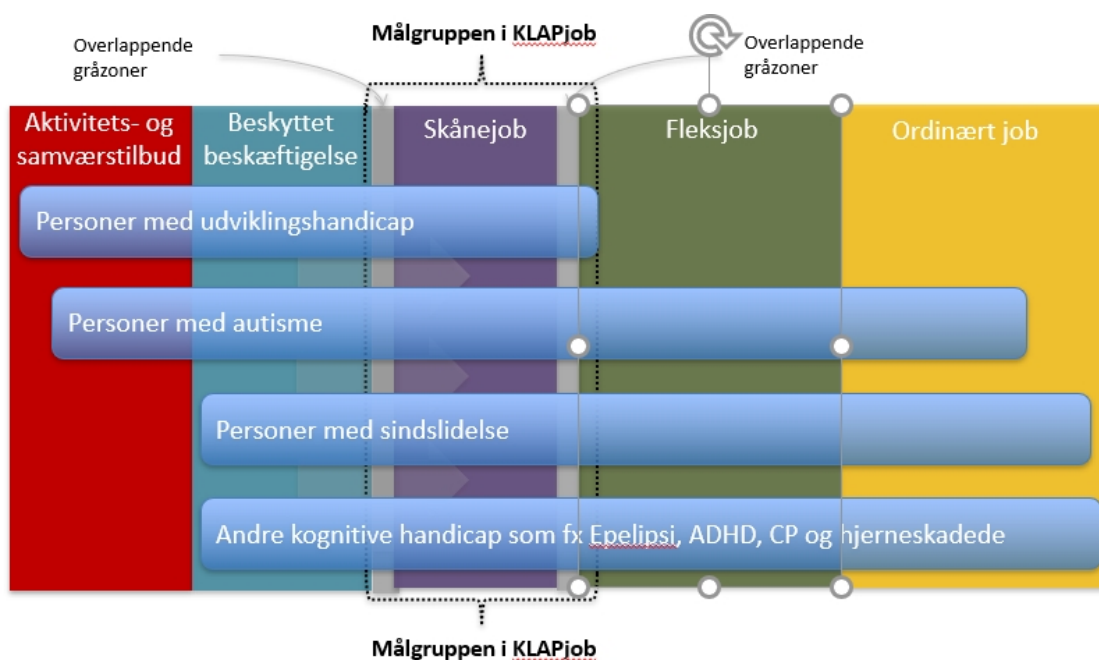 Målgruppen i KLAPjob
Overlappende
gråzoner
Overlappende
gråzoner
Aktivitets- og
samværstilbud
Beskyttet
beskæftigelse
Skånejob
Fleksjob
Ordinært job
Personer med udviklingshandicap
Personer med autisme
Personer med sindslidelse
Andre kognitive handicap som fx Epelipsi, ADHD, CP og hjerneskadede
Målgruppen i KLAPjob